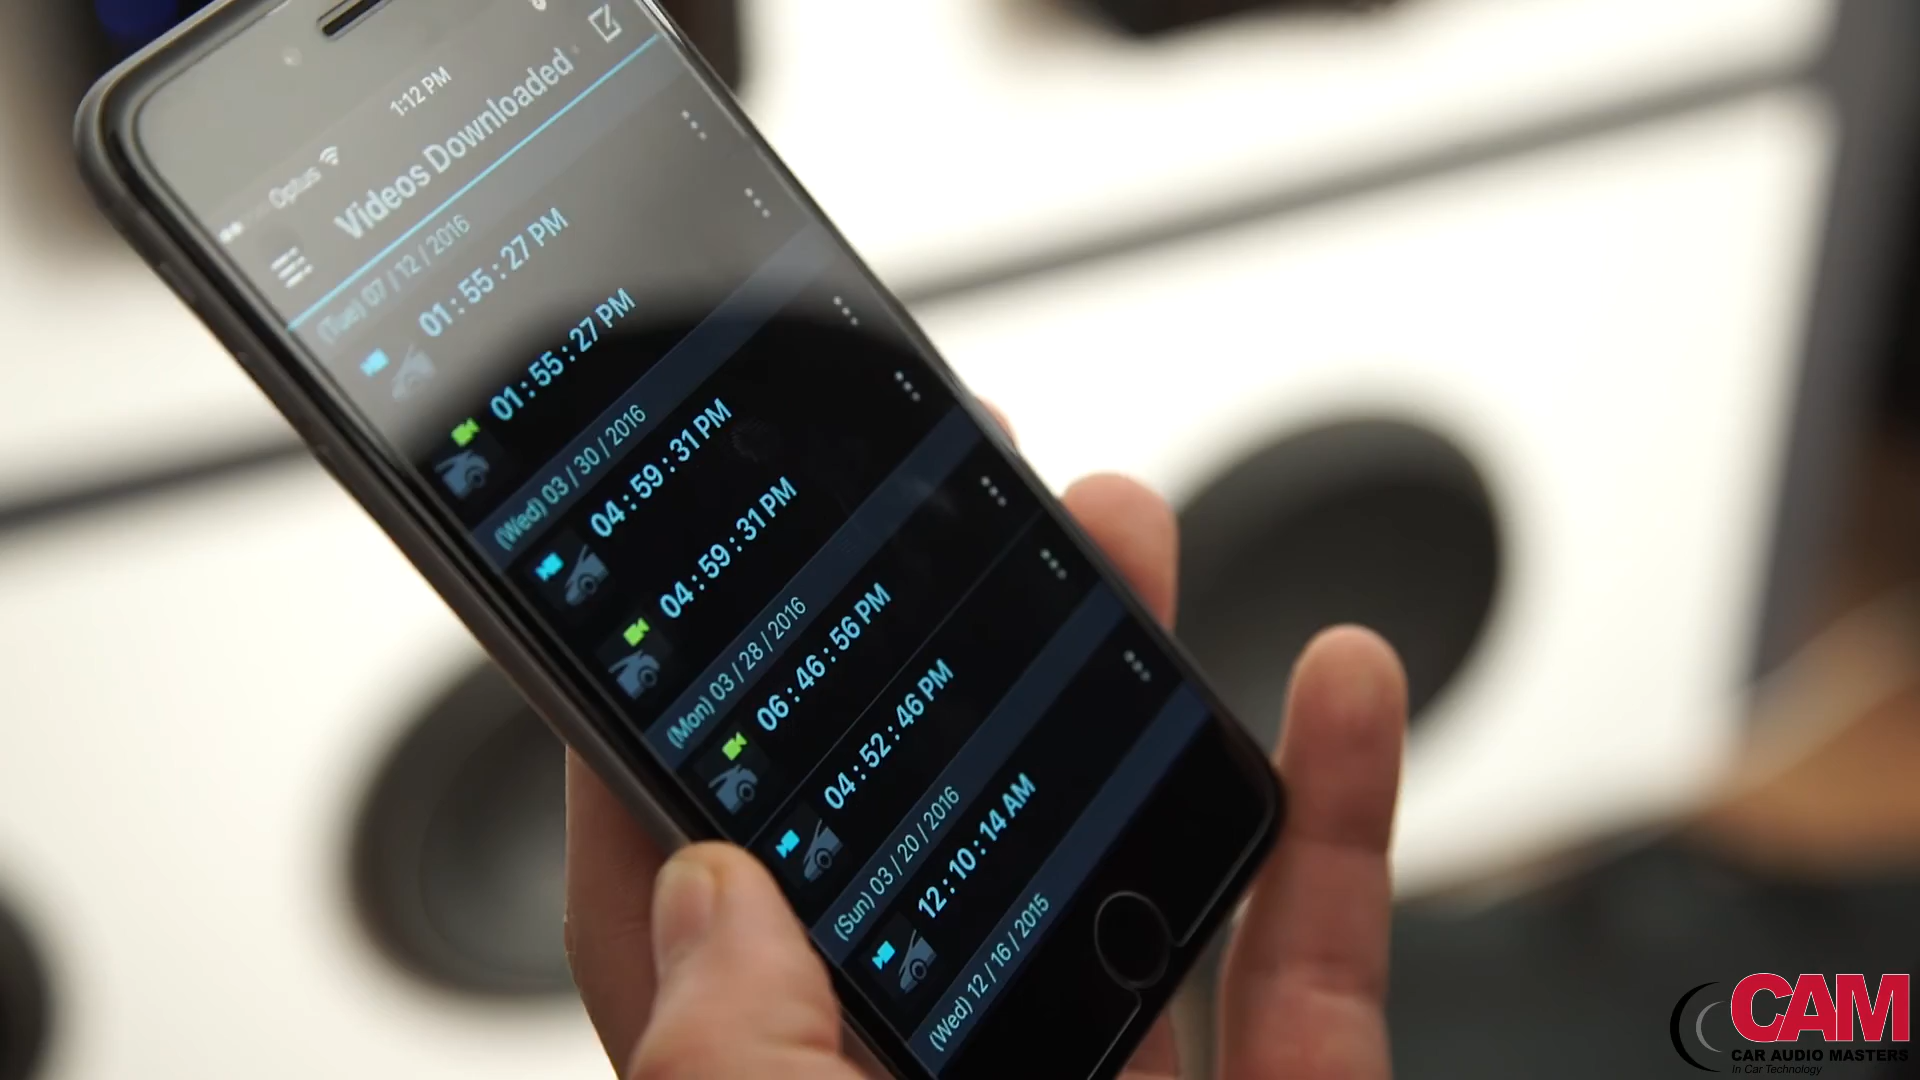 Optus
1:12 PM
Videos Downloaded
(Tue) 07 / 12 / 2016
01 : 55 : 27 PM
01 : 55 : 27 PM
(Wed) 03 / 30 / 2016
04 : 59 : 31 PM
04 : 59 : 31 PM
(Mon) 03 / 28 / 2016
06 : 46 : 56 PM
04 : 52 : 46 PM
(Sun) 03 / 20 / 2016
12 : 10 : 14 AM
(Wed) 12 / 16 / 2015
CAM
CAR AUDIO MASTERS
In Car Technology